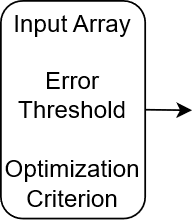 Input Array
Error
Threshold
Optimization
Criterion